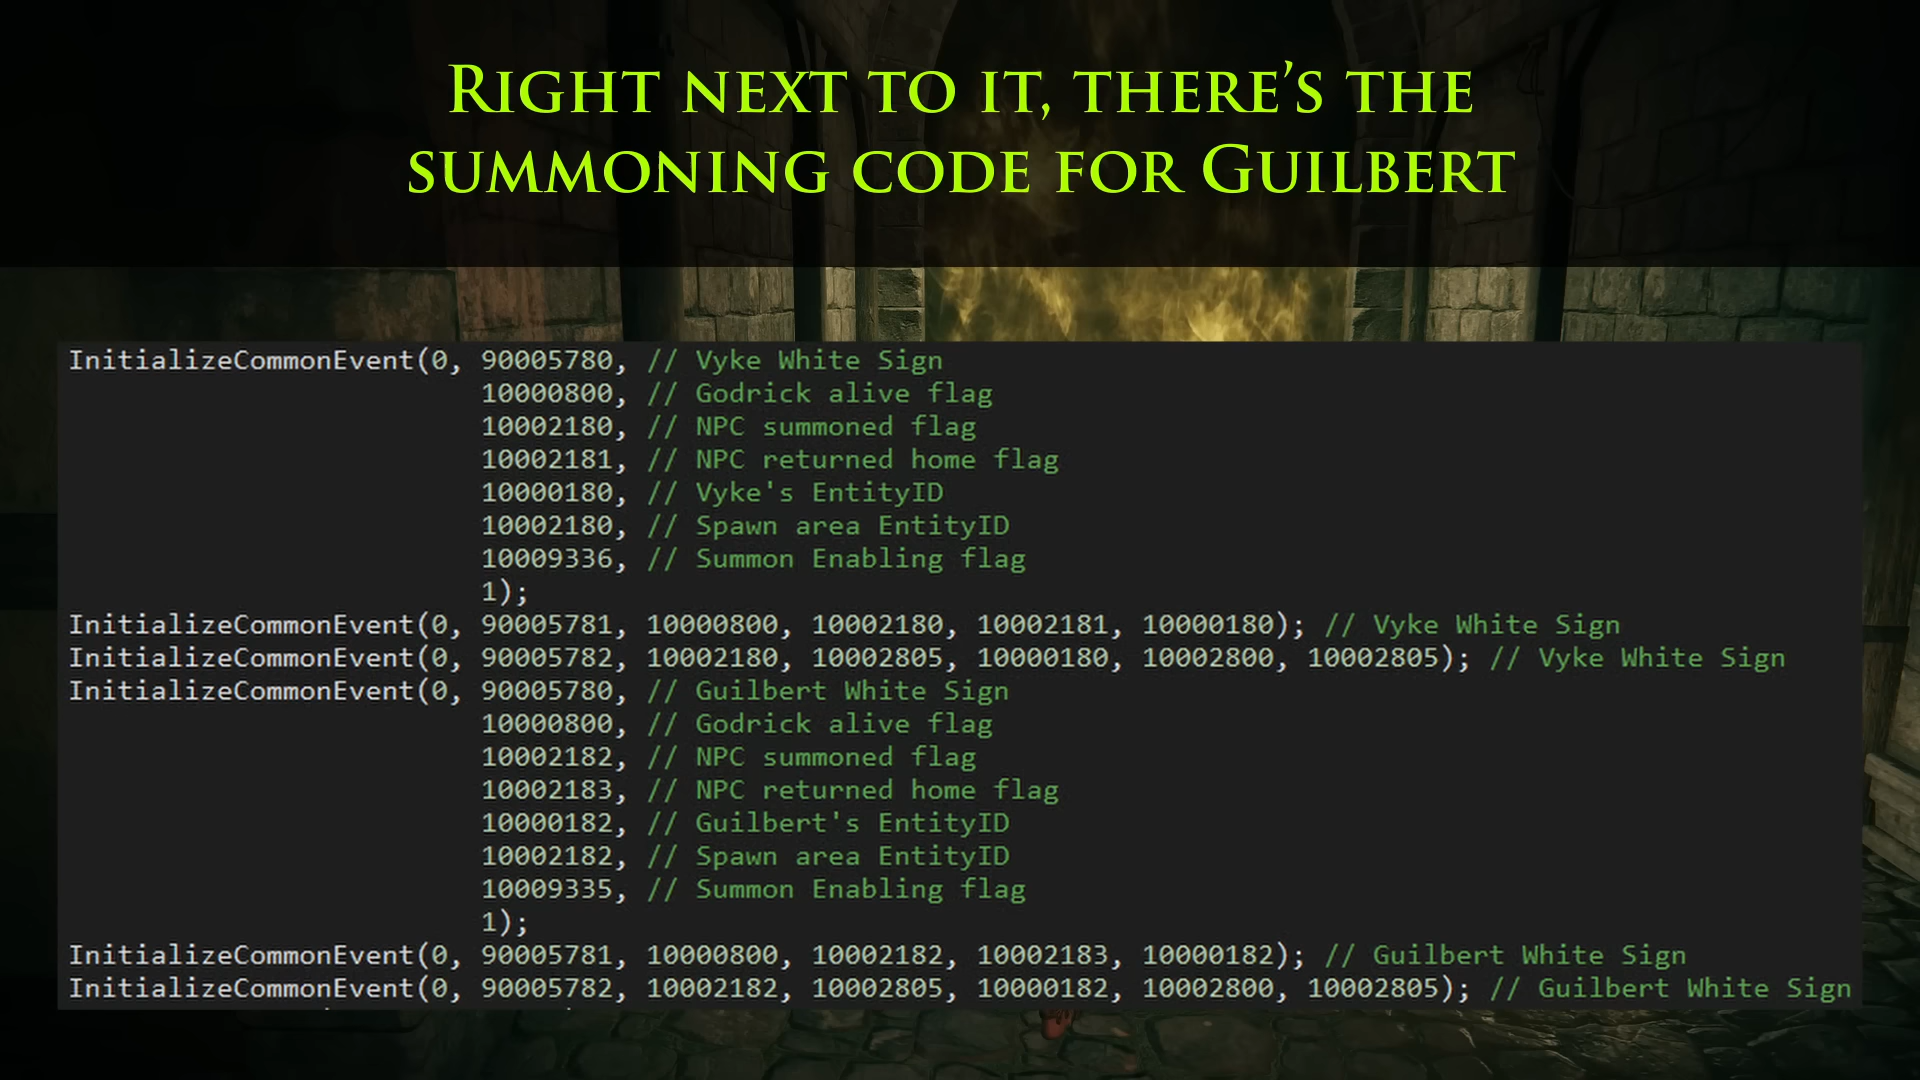 Right next to it, there's the
summoning code for Guilbert
InitializeCommonEvent(0, 90005780, // Vyke White Sign
10000800, // Godrick alive flag
10002180, // NPC summoned flag
10002181, // NPC returned home flag
10000180, // Vyke's EntityID
10002180, // Spawn area EntityID
10009336, // Summon Enabling flag
1);
InitializeCommonEvent(0, 90005781, 10000800, 10002180, 10002181, 10000180); // Vyke White Sign
InitializeCommonEvent(0, 90005782, 10002180, 10002805, 10000180, 10002800, 10002805); // Vyke White Sign
InitializeCommonEvent(0, 90005780, // Guilbert White Sign
10000800, // Godrick alive flag
10002182, // NPC summoned flag
10002183, // NPC returned home flag
10000182, // Guilbert's EntityID
10002182, // Spawn area EntityID
10009335, // Summon Enabling flag
1);
InitializeCommonEvent(0, 90005781, 10000800, 10002182, 10002183, 10000182); // Guilbert White Sign
InitializeCommonEvent(0, 90005782, 10002182, 10002805, 10000182, 10002800, 10002805); // Guilbert White Sign